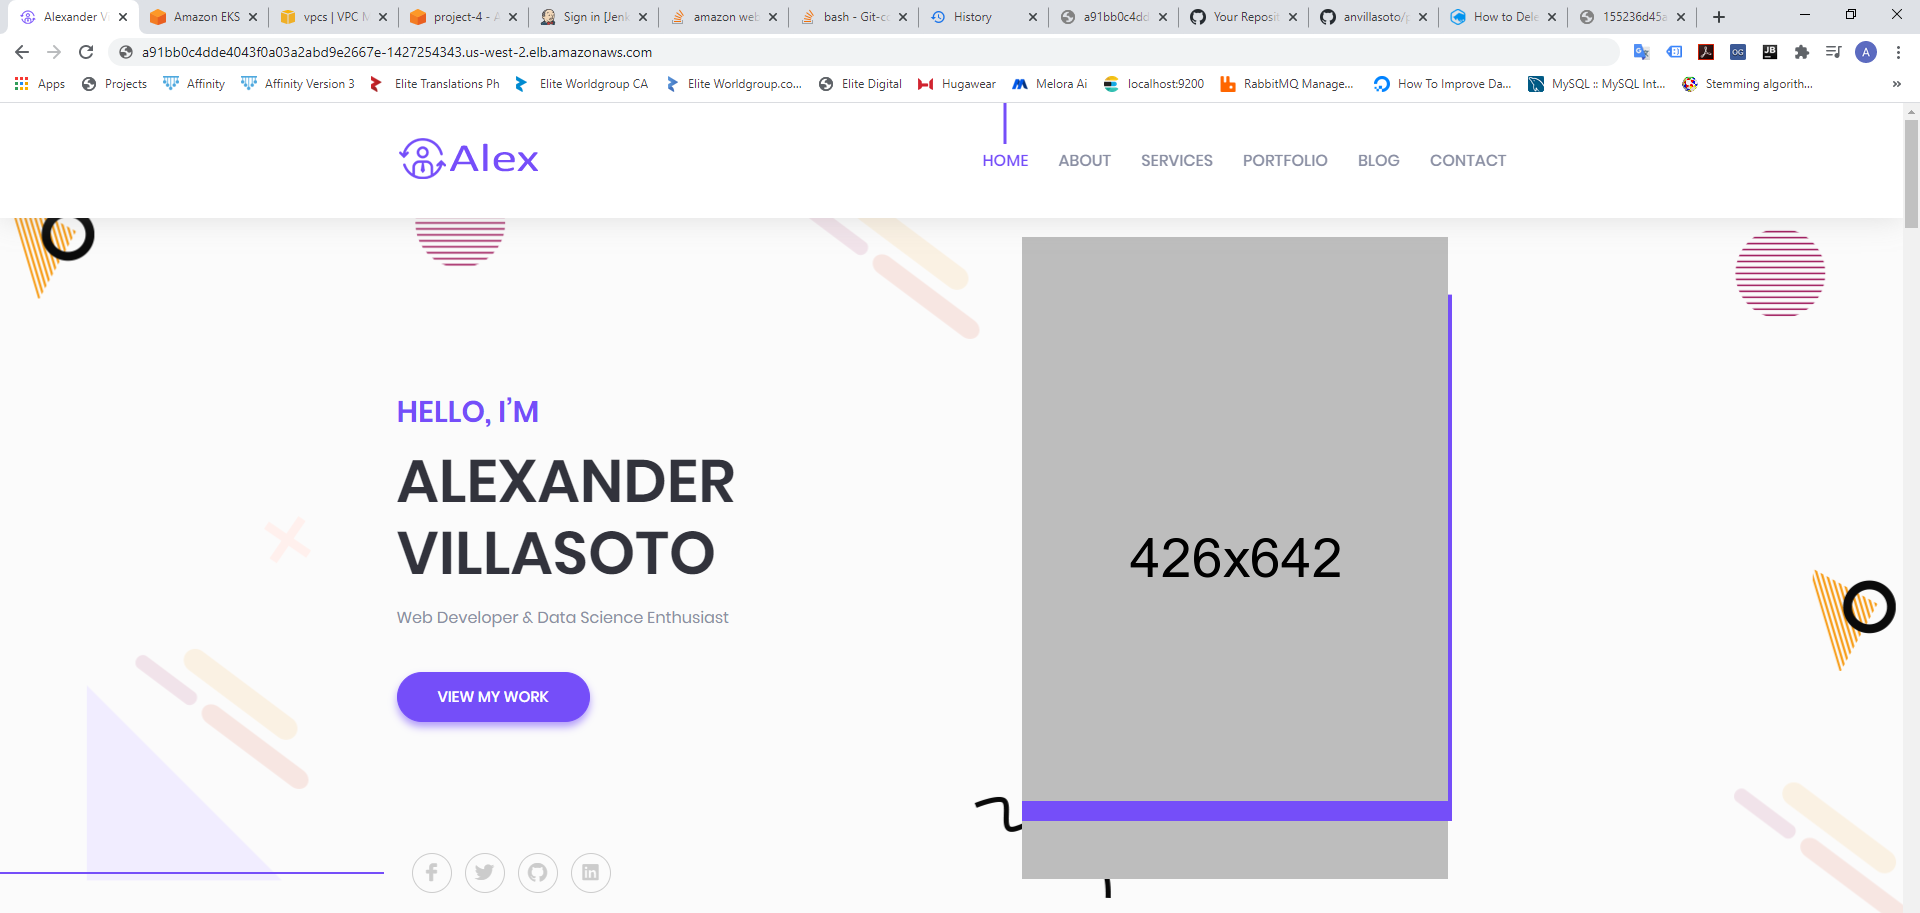 Alexander V
Amazon EKS
vpcs | VPC M
project-4 - A
Sign in [Jenk
amazon web
bash - Git-co
History
a91bb0c4dd
Your Reposit
anvillasoto/p
How to Dele
155236d45a
a91bb0c4dde4043f0a03a2abd9e2667e-1427254343.us-west-2.elb.amazonaws.com
OG
JB
A
Apps
Projects
Affinity
Affinity Version 3
Elite Translations Ph
Elite Worldgroup CA
Elite Worldgroup.co...
Elite Digital
Hugawear
Melora Ai
localhost:9200
RabbitMQ Manage...
How To Improve Da...
MySQL :: MySQL Int...
Stemming algorith...
»
Alex
HOME
ABOUT
SERVICES
PORTFOLIO
BLOG
CONTACT
HELLO, I’M
ALEXANDER
VILLASOTO
Web Developer & Data Science Enthusiast
VIEW MY WORK
426x642